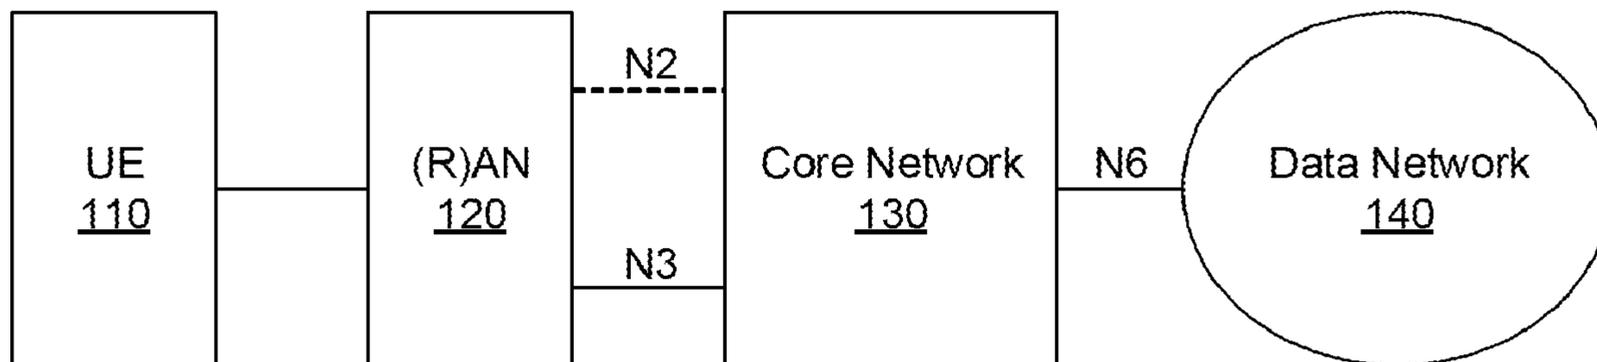 UE
110
(R)AN
120
N2
N3
Core Network
130
N6
Data Network
140